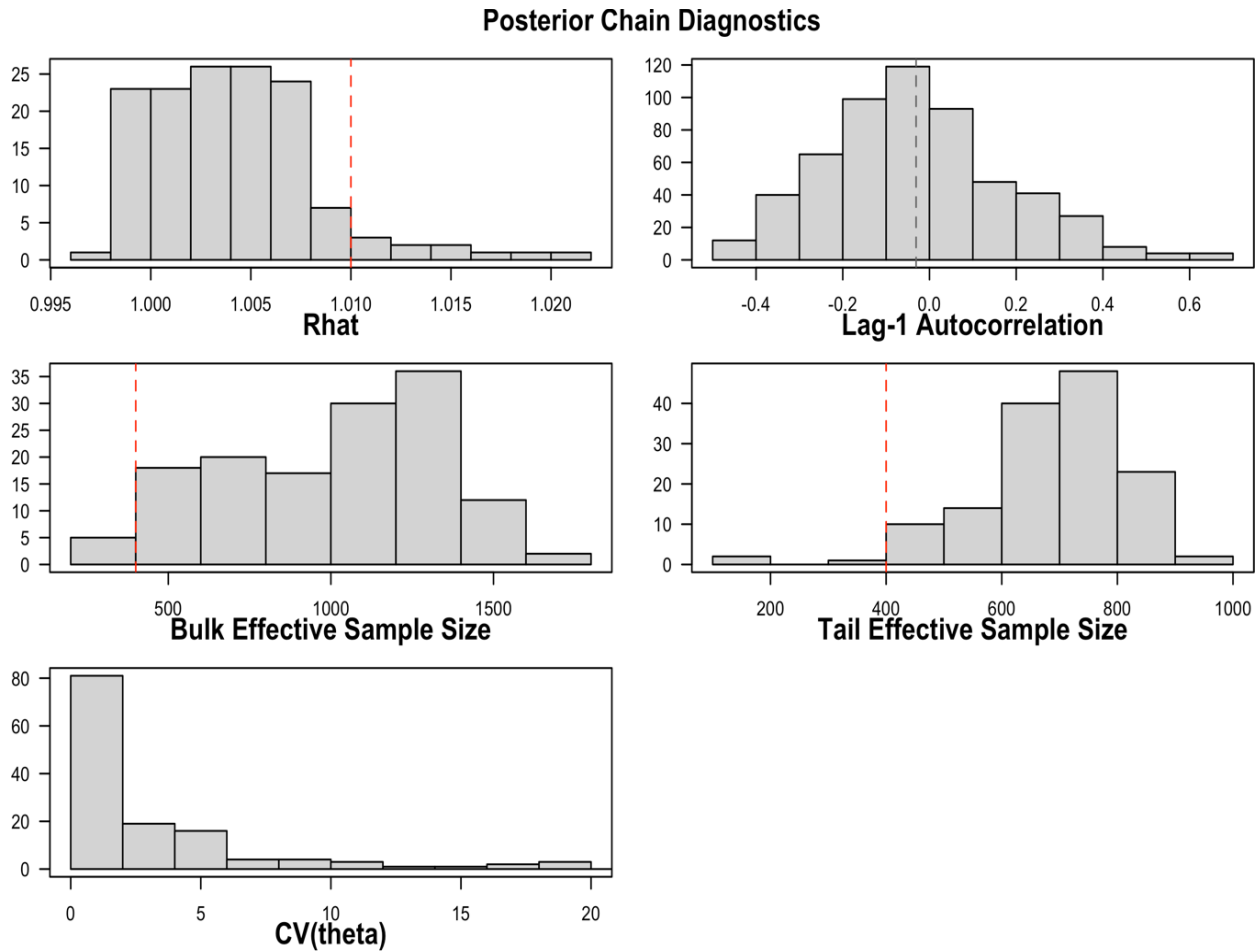 Posterior Chain Diagnostics
25
20
15
10
5
0
0.995 1.000 1.005 1.010 1.015 1.020
Rhat
120
100
80
60
40
20
0
-0.4 -0.2 0.0 0.2 0.4 0.6
Lag-1 Autocorrelation
35
30
25
20
15
10
5
0
500 1000 1500
Bulk Effective Sample Size
40
30
20
10
0
200 400 600 800 1000
Tail Effective Sample Size
80
60
40
20
0
0 5 10 15 20
CV(theta)